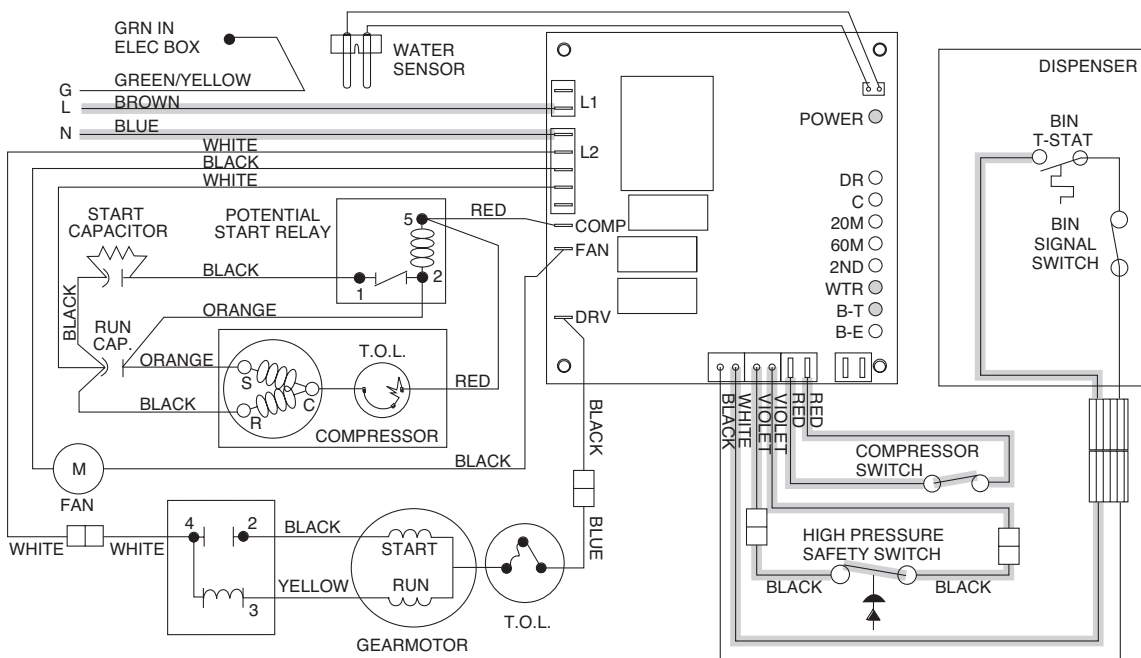 GRN IN
ELEC BOX
WATER
SENSOR
DISPENSER
G
GREEN/YELLOW
L
BROWN
L1
N
BLUE
POWER
BIN
T-STAT
WHITE
L2
BLACK
WHITE
DR
C
20M
60M
2ND
WTR
B-T
B-E
BIN
SIGNAL
SWITCH
START
CAPACITOR
POTENTIAL
START RELAY
5
RED
COMP
FAN
BLACK
1
2
BLACK
ORANGE
DRV
RUN
CAP.
ORANGE
T.O.L.
S
C
R
RED
BLACK
COMPRESSOR
BLACK
WHITE
VIOLET
VIOLET
RED
RED
M
FAN
BLACK
BLACK
COMPRESSOR
SWITCH
4
2
BLACK
START
BLUE
WHITE
WHITE
HIGH PRESSURE
SAFETY SWITCH
YELLOW
RUN
3
BLACK
BLACK
T.O.L.
GEARMOTOR